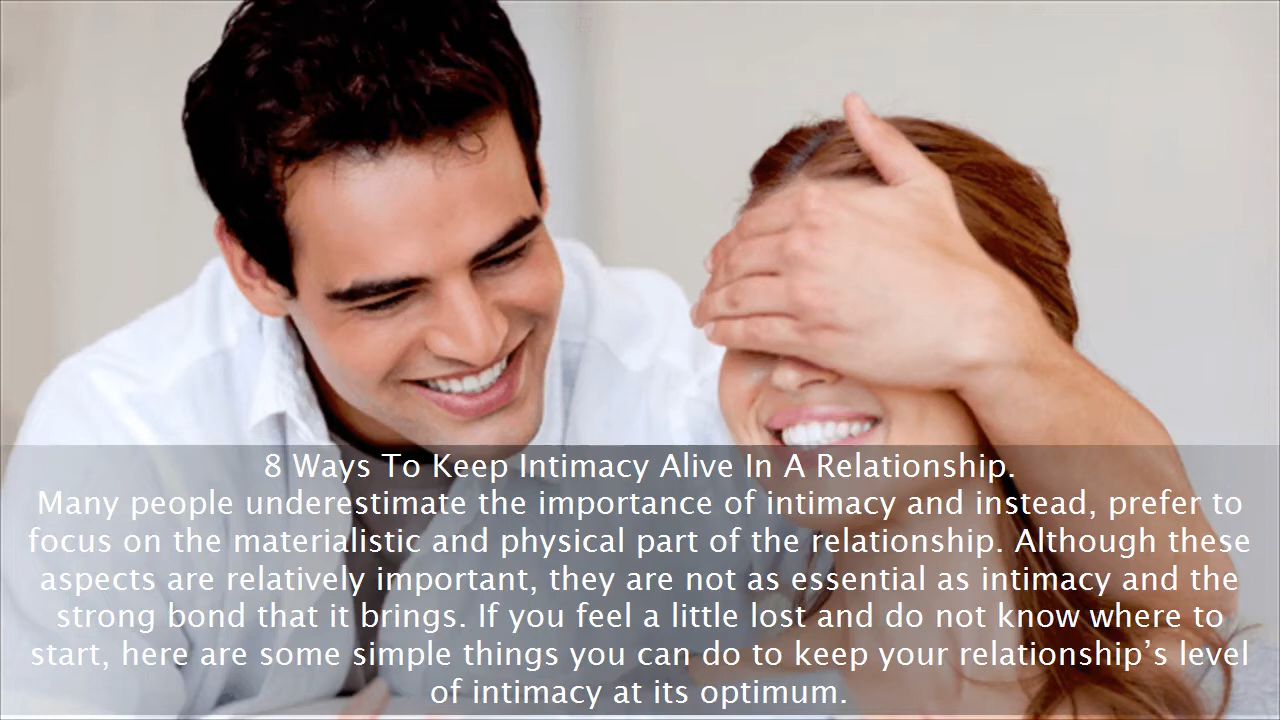 8 Ways To Keep Intimacy Alive In A Relationship.
Many people underestimate the importance of intimacy and instead, prefer to
focus on the materialistic and physical part of the relationship. Although these
aspects are relatively important, they are not as essential as intimacy and the
strong bond that it brings. If you feel a little lost and do not know where to
start, here are some simple things you can do to keep your relationship’s level
of intimacy at its optimum.